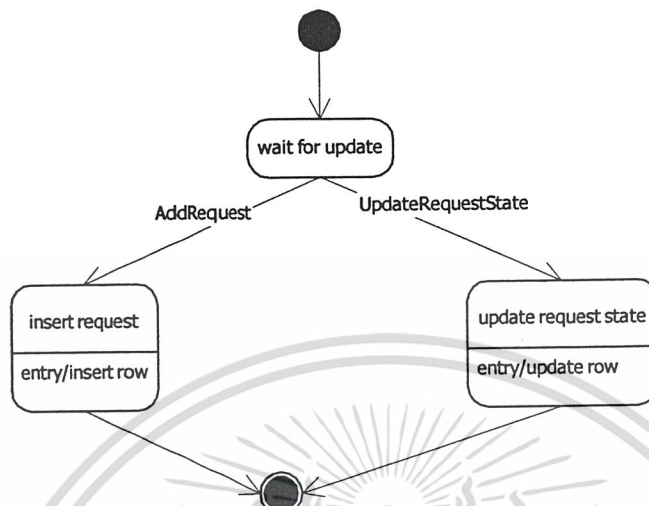 wait for update
AddRequest
UpdateRequestState
insert request
entry/insert row
update request state
entry/update row